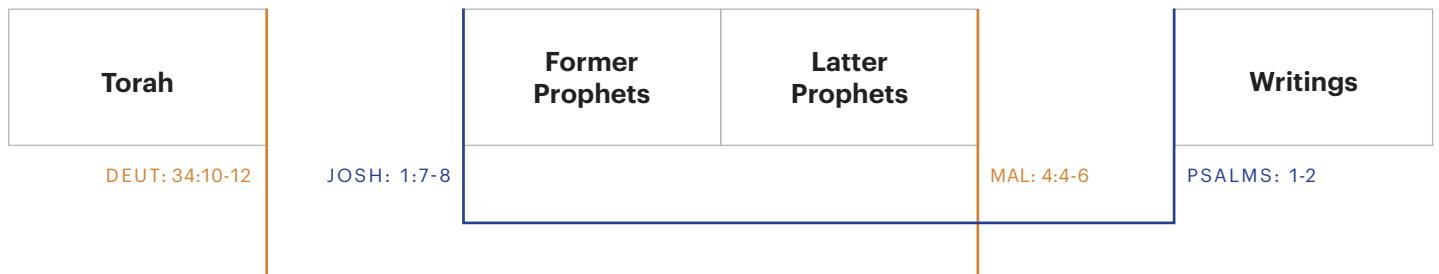 Torah
Former
Prophets
Latter
Prophets
Writings
DEUT: 34:10-12
JOSH: 1:7-8
MAL: 4:4-6
PSALMS: 1-2